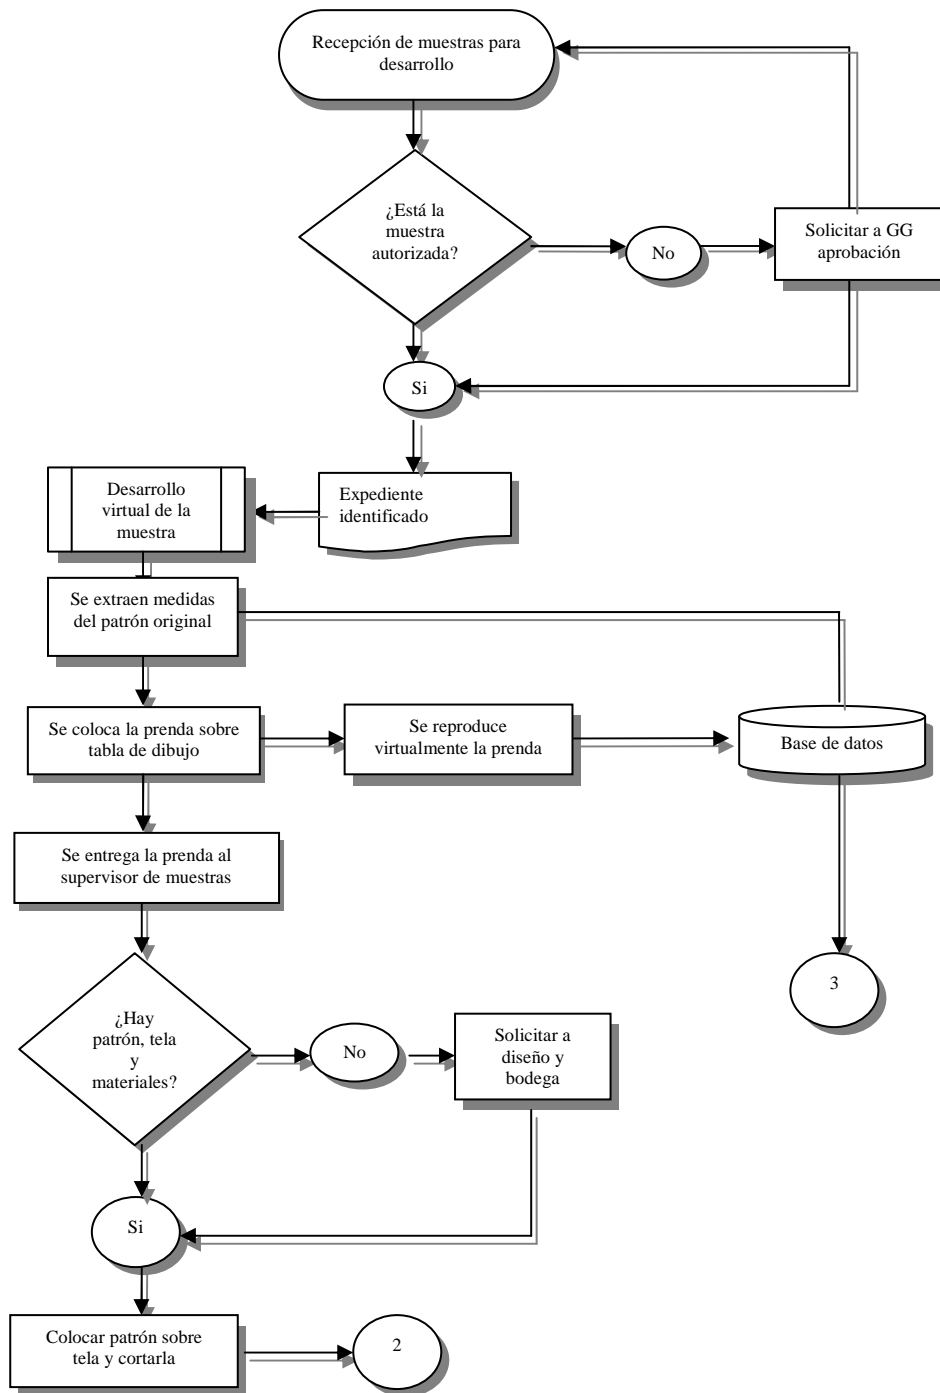 Recepción de muestras para
desarrollo
¿Está la
muestra
autorizada?
No
Solicitar a GG
aprobación
Si
Expediente
identificado
Desarrollo
virtual de la
muestra
Se extraen medidas
del patrón original
Se coloca la prenda sobre
tabla de dibujo
Se reproduce
virtualmente la prenda
Base de datos
Se entrega la prenda al
supervisor de muestras
3
¿Hay
patrón, tela
y
materiales?
No
Solicitar a
diseño y
bodega
Si
Colocar patrón sobre
tela y cortarla
2